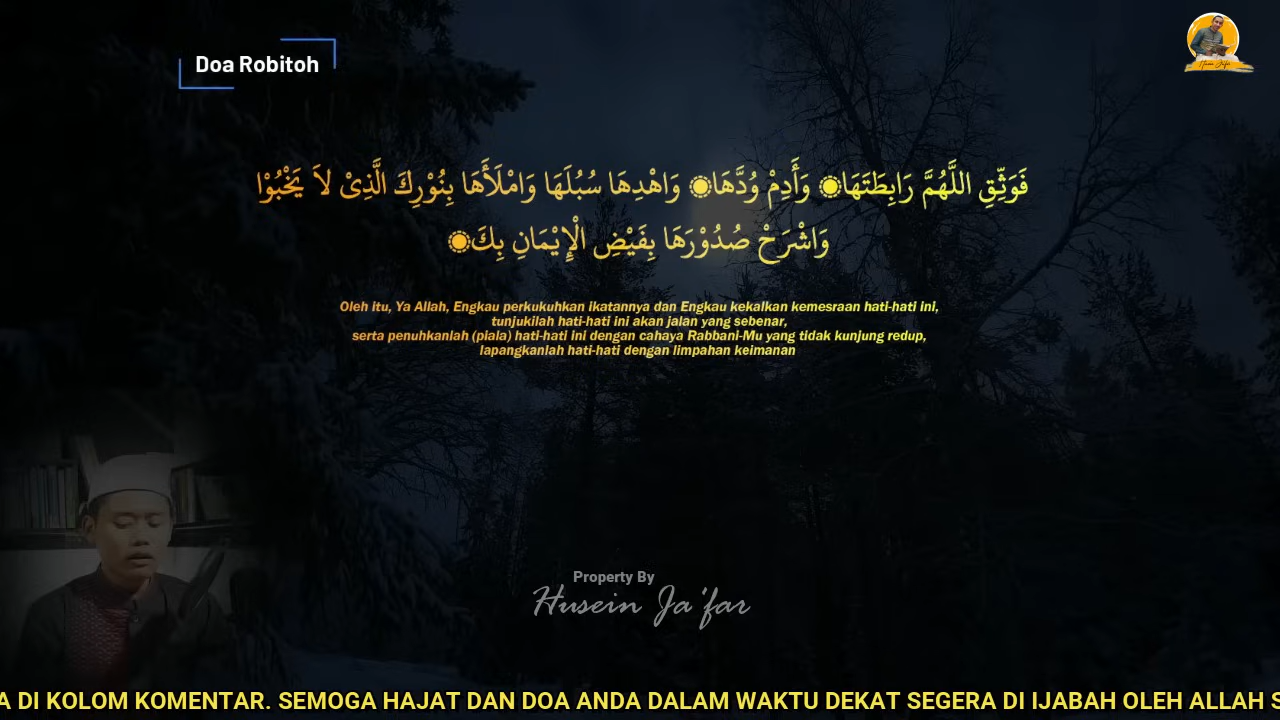 Doa Robitoh
فَوَثِّقِ اللَّهُمَّ رَابِطَتَهَا۞ وَأَدِمْ وُدَّهَا۞ وَاهْدِهَا سُبُلَهَا وَامْلَأَهَا بِنُوْرِكَ الَّذِىْ لاَ يَخْبُوْا
وَاشْرَحْ صُدُوْرَهَا بِفَيْضِ الْإِيْمَانِ بِكَ۞
Oleh itu, Ya Allah, Engkau perkukuhkan ikatannya dan Engkau kekalkan kemesraan hati-hati ini,
tunjukilah hati-hati ini akan jalan yang sebenar,
serta penuhkanlah (piala) hati-hati ini dengan cahaya Rabbani-Mu yang tidak kunjung redup,
lapangkanlah hati-hati dengan limpahan keimanan
Property By
Husein Ja'far
A DI KOLOM KOMENTAR. SEMOGA HAJAT DAN DOA ANDA DALAM WAKTU DEKAT SEGERA DI IJABAH OLEH ALLAH S